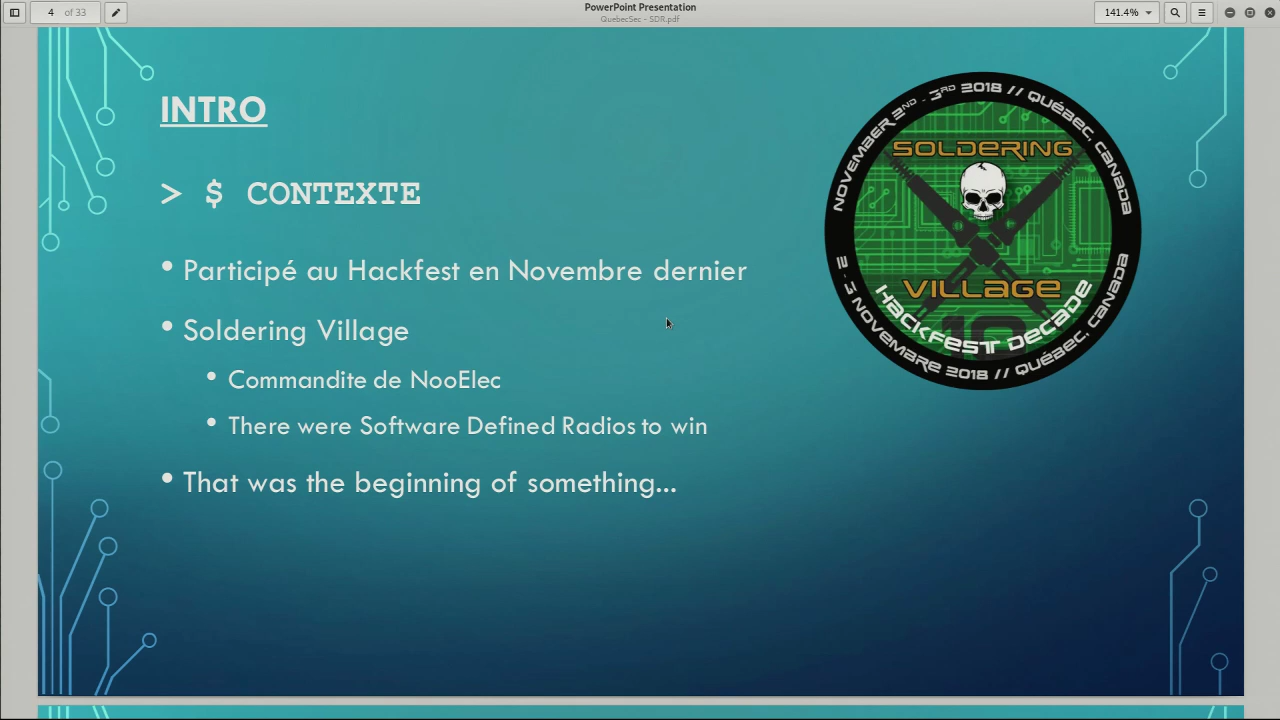 4 of 33
PowerPoint Presentation
QuebecSec - SDR.pdf
141.4%
INTRO
> $ CONTEXTE
• Participé au Hackfest en Novembre dernier
• Soldering Village
• Commandite de NooElec
• There were Software Defined Radios to win
• That was the beginning of something...
NOVEMBER 2ND - 3RD 2018 // QUÉBEC, CANADA
SOLDERING
VILLAGE
10
HACKFEST DECADE
2 - 3 NOVEMBRE 2018 // QUÉBEC, CANADA